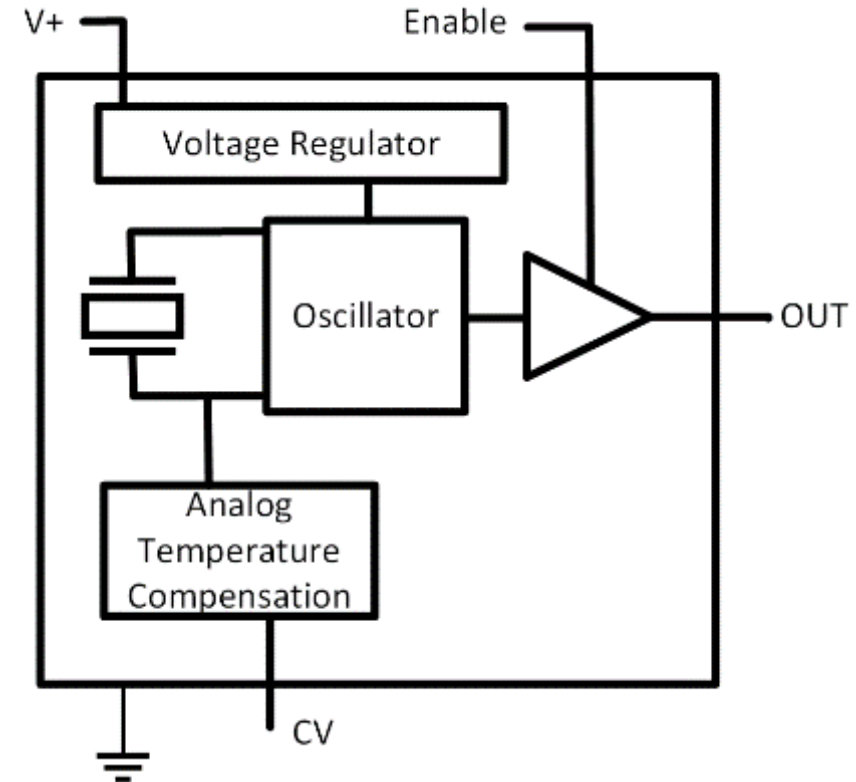 V+
Enable
Voltage Regulator
Oscillator
OUT
Analog
Temperature
Compensation
CV